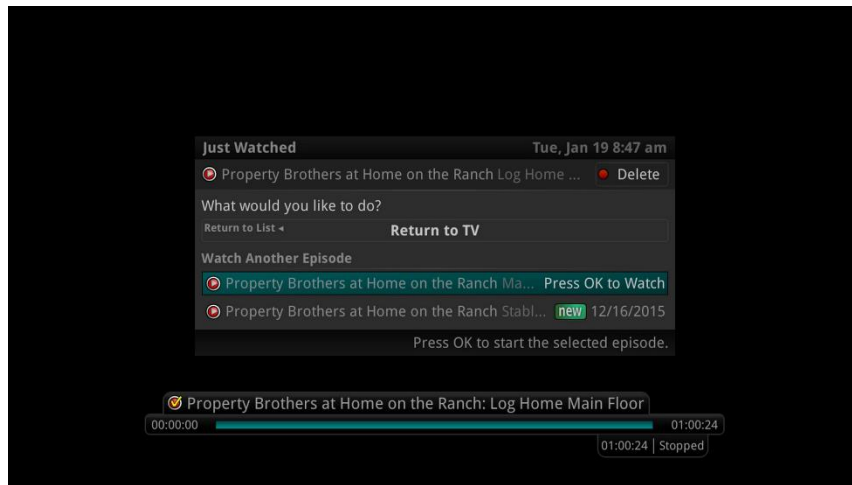 Just Watched Tue, Jan 19 8:47 am
Property Brothers at Home on the Ranch Log Home ... Delete
What would you like to do?
Return to List ◂ Return to TV
Watch Another Episode
Property Brothers at Home on the Ranch Ma... Press OK to Watch
Property Brothers at Home on the Ranch Stabl... new 12/16/2015
Press OK to start the selected episode.
Property Brothers at Home on the Ranch: Log Home Main Floor
00:00:00 01:00:24
01:00:24 | Stopped